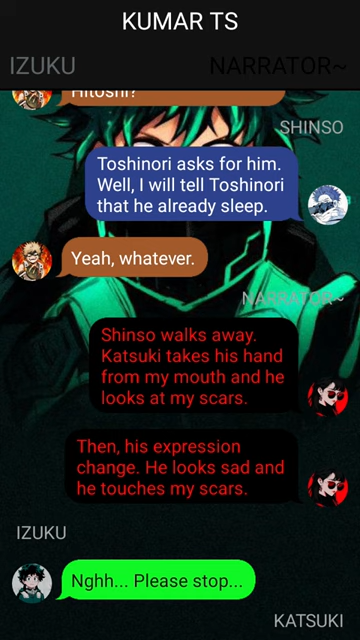 KUMAR TS
IZUKU
NARRATOR~
Hitoshi?
SHINSO
Toshinori asks for him.
Well, I will tell Toshinori
that he already sleep.
Yeah, whatever.
NARRATOR~
Shinso walks away.
Katsuki takes his hand
from my mouth and he
looks at my scars.
Then, his expression
change. He looks sad and
he touches my scars.
IZUKU
Nghh... Please stop...
KATSUKI